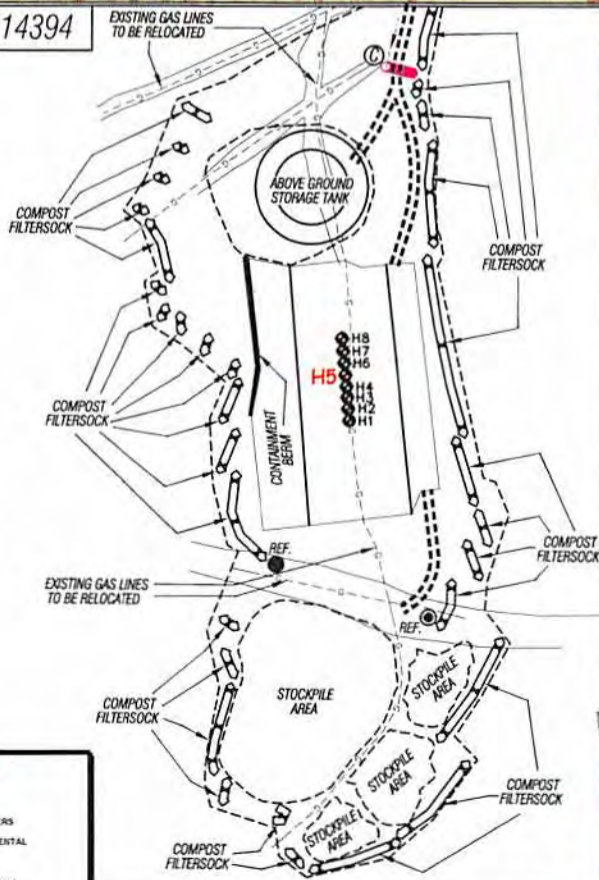 14394
EXISTING GAS LINES
TO BE RELOCATED
C
ABOVE GROUND
STORAGE TANK
COMPOST
FILTERSOCK
COMPOST
FILTERSOCK
H8
H7
H6
H5
H4
H3
H2
H1
COMPOST
FILTERSOCK
CONTAINMENT
BERM
REF.
COMPOST
FILTERSOCK
EXISTING GAS LINES
TO BE RELOCATED
REF.
STOCKPILE
AREA
STOCKPILE
AREA
COMPOST
FILTERSOCK
STOCKPILE
AREA
COMPOST
FILTERSOCK
STOCKPILE
AREA
COMPOST
FILTERSOCK
ERS
ENTAL